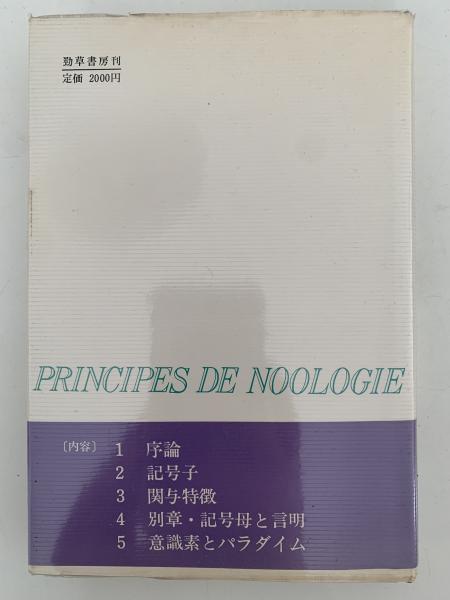 勁草書房刊
定価 2000円
PRINCIPES DE NOOLOGIE
〔内容〕 1 序論
2 記号子
3 関与特徴
4 別章・記号母と言明
5 意識素とパラダイム